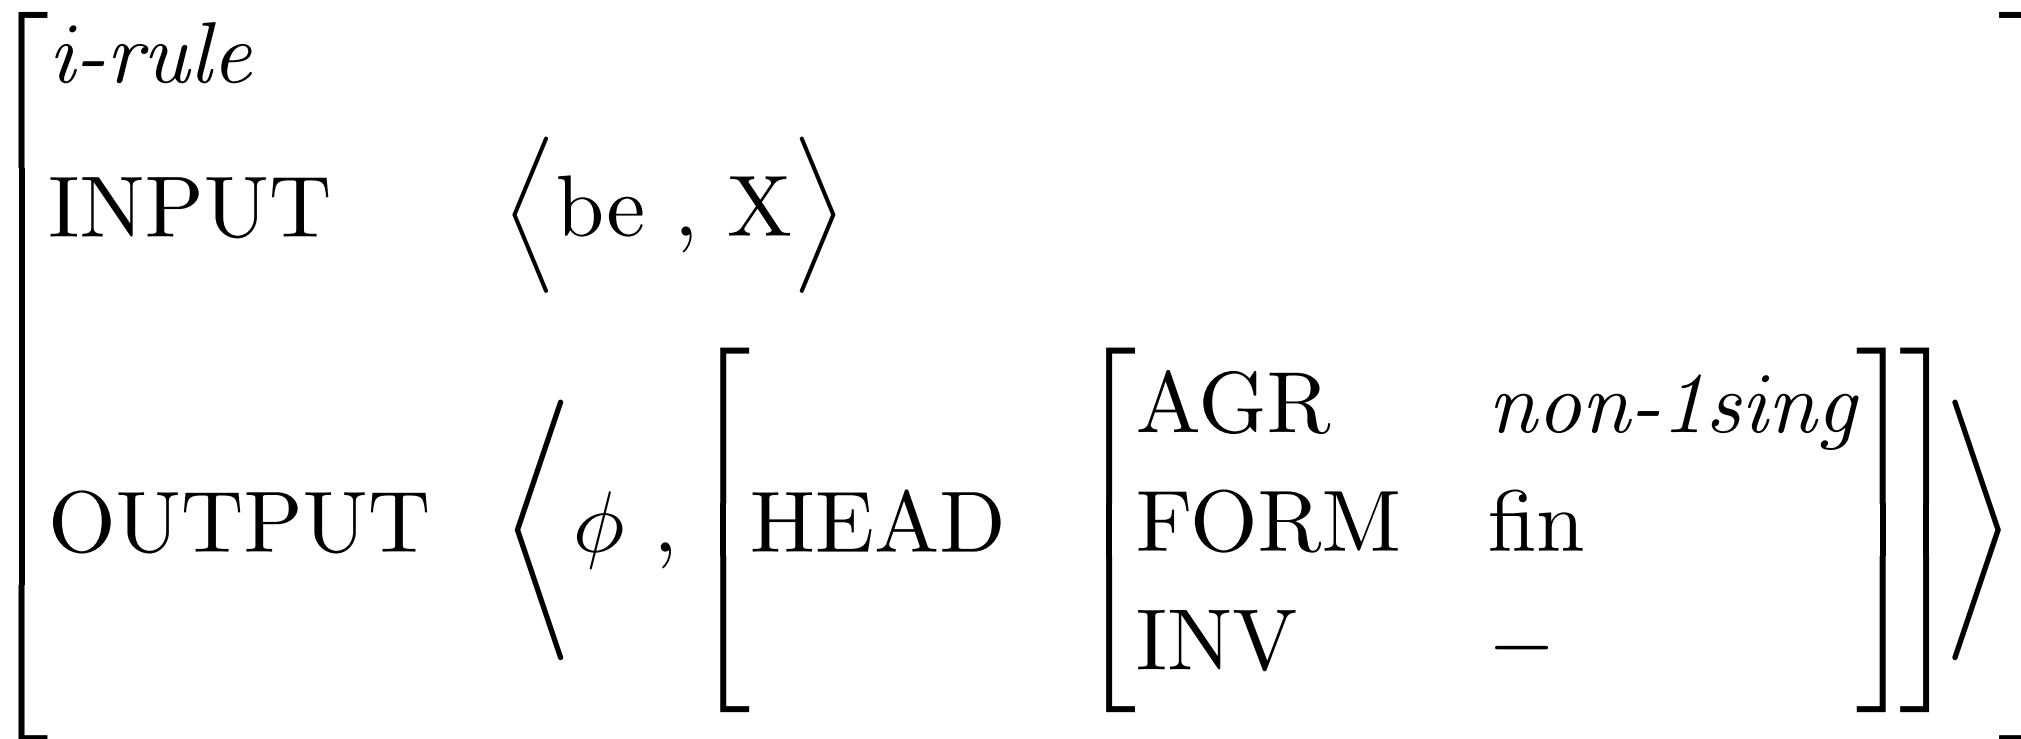 i-rule
INPUT ⟨be , X⟩
AGR non-1sing
OUTPUT ⟨ϕ , [HEAD [FORM fin]]⟩
INV –